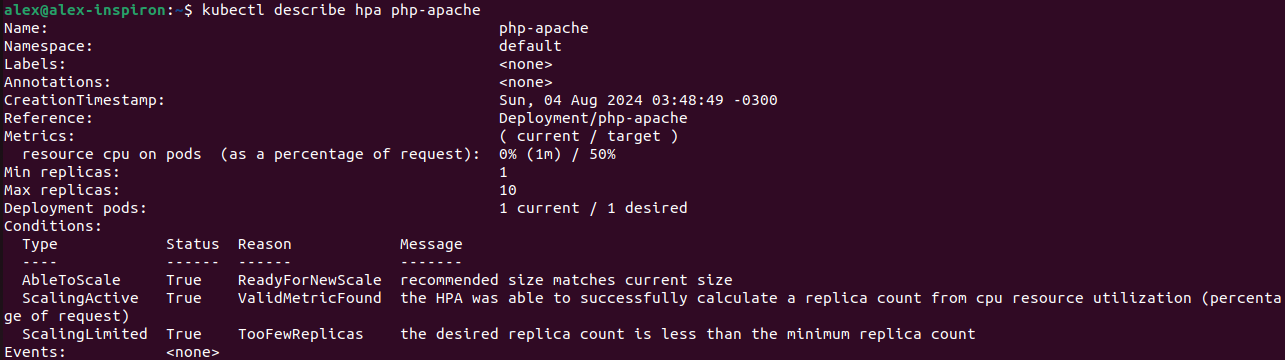 alex@alex-inspiron:~$ kubectl describe hpa php-apache
Name:                                                  php-apache
Namespace:                                             default
Labels:                                                <none>
Annotations:                                           <none>
CreationTimestamp:                                     Sun, 04 Aug 2024 03:48:49 -0300
Reference:                                             Deployment/php-apache
Metrics:                                               ( current / target )
  resource cpu on pods  (as a percentage of request):  0% (1m) / 50%
Min replicas:                                          1
Max replicas:                                          10
Deployment pods:                                       1 current / 1 desired
Conditions:
  Type            Status  Reason            Message
  ----            ------  ------            -------
  AbleToScale     True    ReadyForNewScale  recommended size matches current size
  ScalingActive   True    ValidMetricFound  the HPA was able to successfully calculate a replica count from cpu resource utilization (percenta
ge of request)
  ScalingLimited  True    TooFewReplicas    the desired replica count is less than the minimum replica count
Events:           <none>